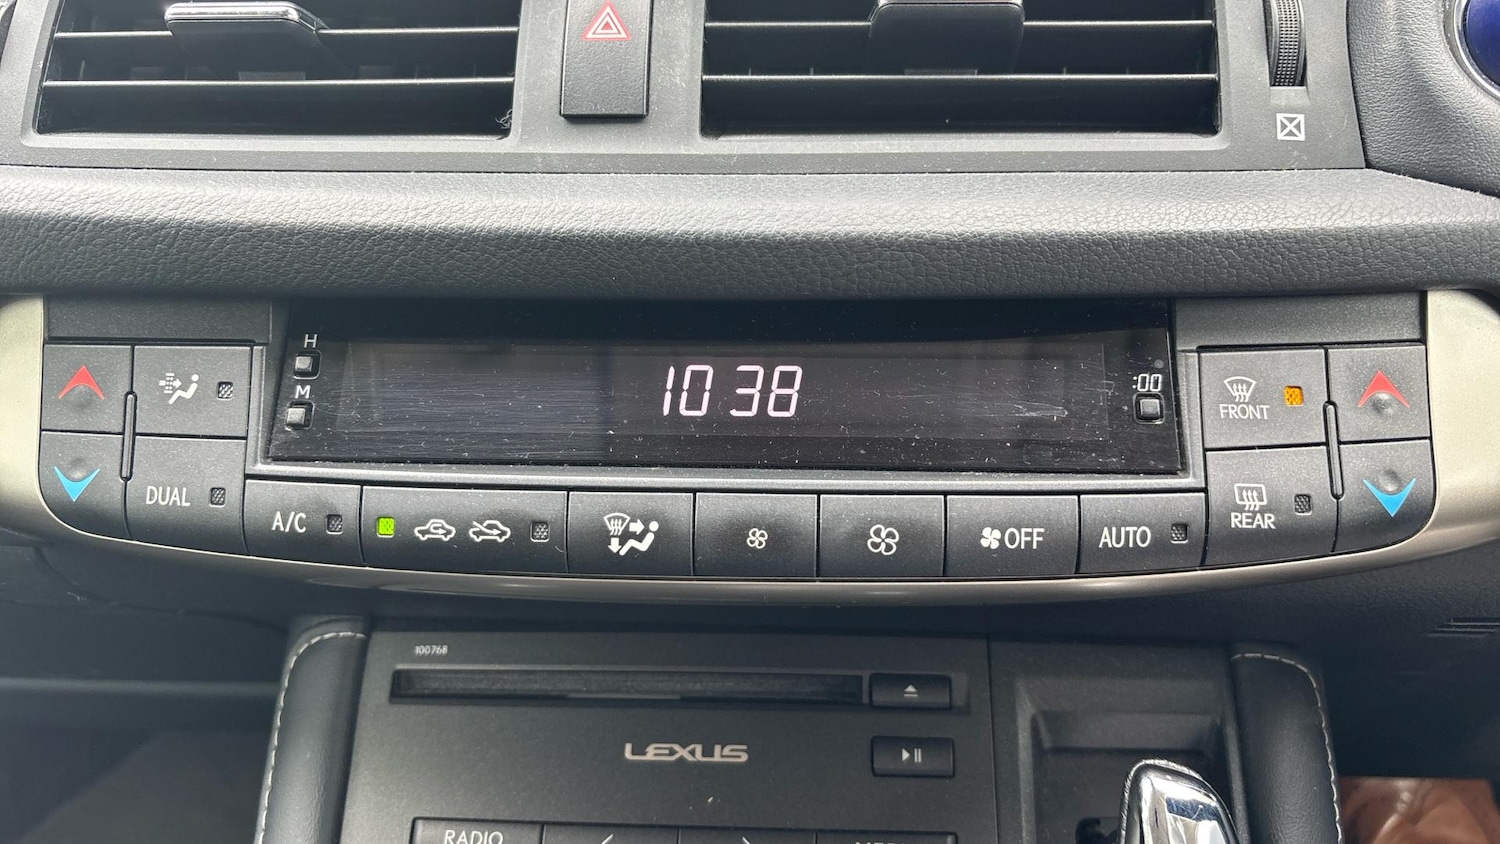 H
M
10 38
:00
FRONT
DUAL
A/C
OFF
AUTO
REAR
100768
LEXUS
RADIO